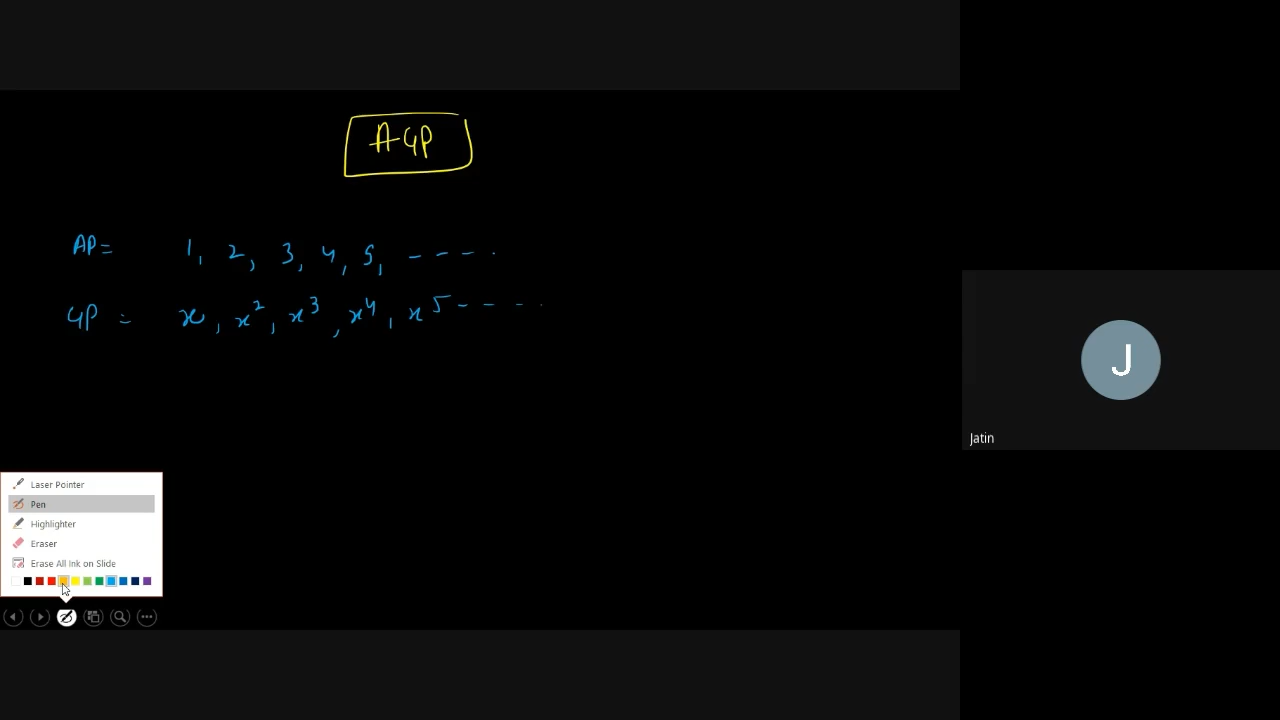 AGP
AP = 1, 2, 3, 4, 5, - - - - .
GP = x, x², x³, x⁴, x⁵ - - - .
J
Jatin
Laser Pointer
Pen
Highlighter
Eraser
Erase All Ink on Slide